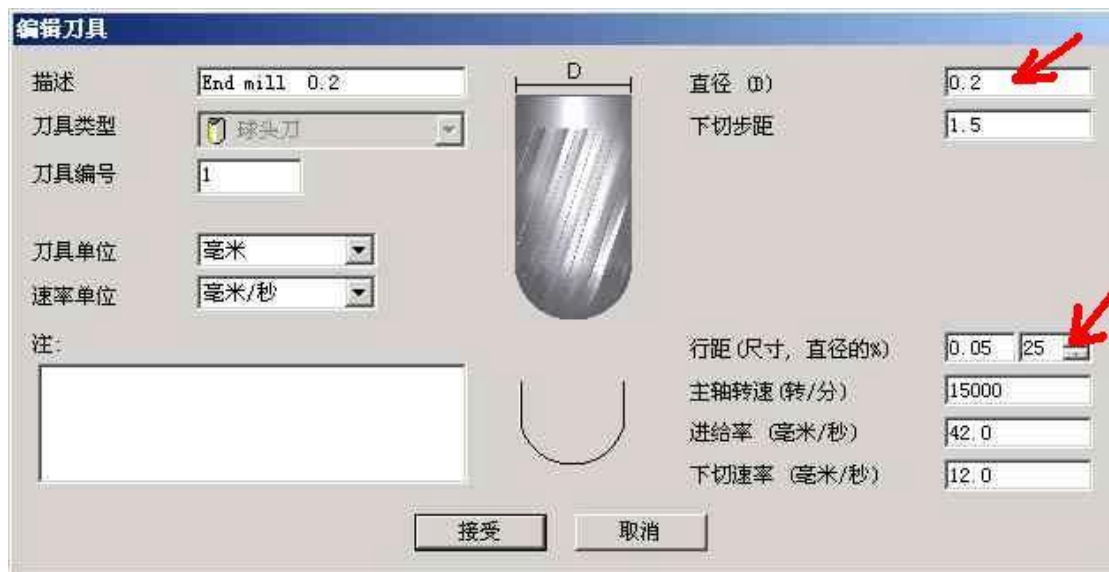 编辑刀具
描述 End mill 0.2
刀具类型 球头刀
刀具编号 1
刀具单位 毫米
速率单位 毫米/秒
注:
D
直径 (D) 0.2
下切步距 1.5
行距(尺寸, 直径的%) 0.05 25
主轴转速(转/分) 15000
进给率 (毫米/秒) 42.0
下切速率 (毫米/秒) 12.0
接受 取消